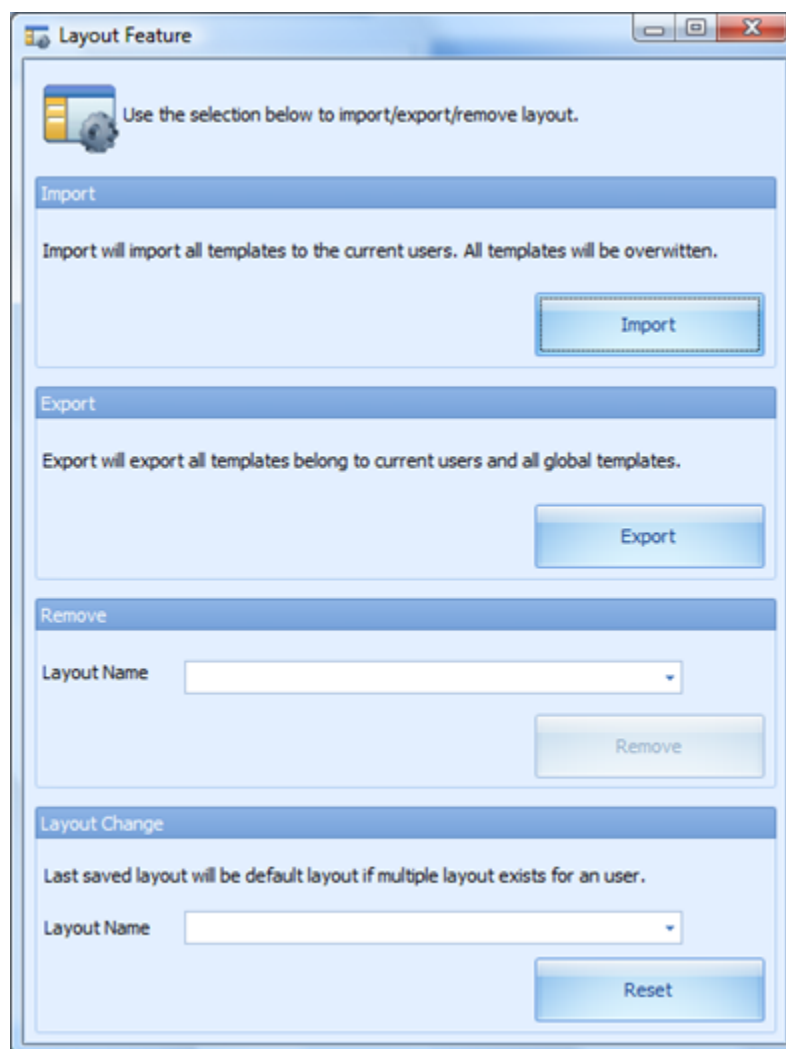 Layout Feature
Use the selection below to import/export/remove layout.
Import
Import will import all templates to the current users. All templates will be overwitten.
Import
Export
Export will export all templates belong to current users and all global templates.
Export
Remove
Layout Name
Remove
Layout Change
Last saved layout will be default layout if multiple layout exists for an user.
Layout Name
Reset